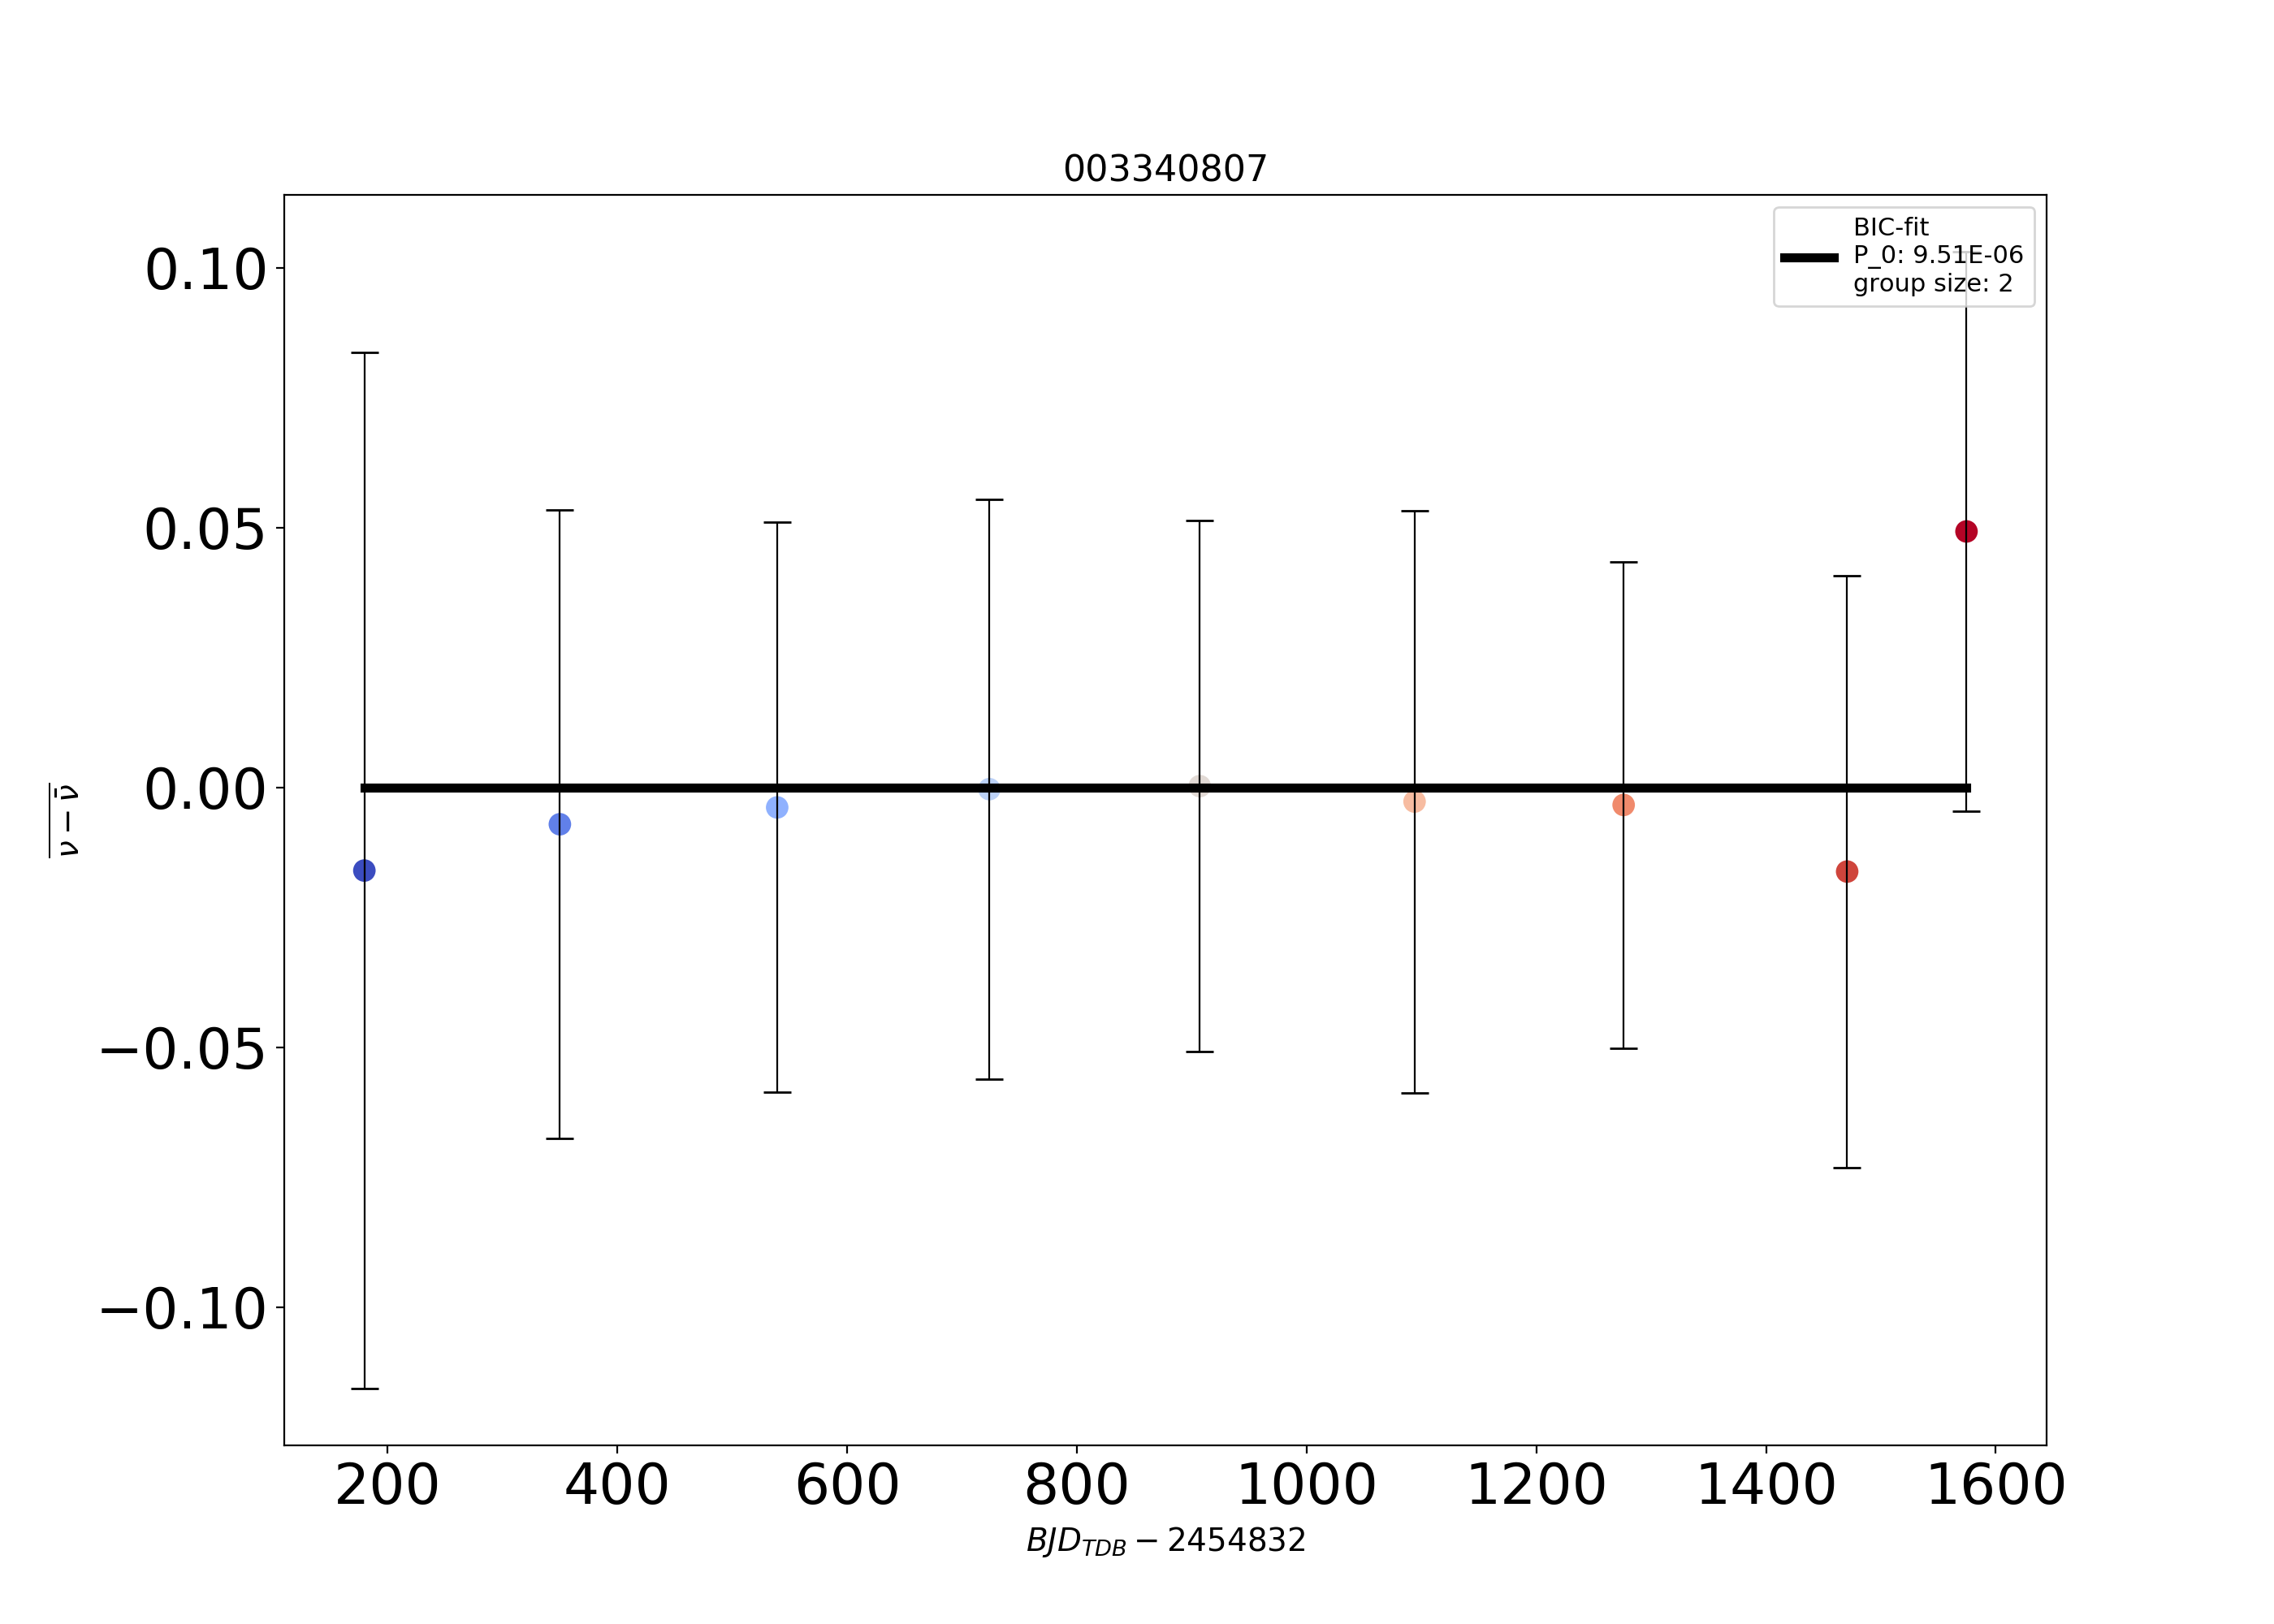 003340807
BIC-fit
P_0: 9.51E-06
group size: 2
0.10
0.05
0.00
−0.05
−0.10
ν − ν̄
200 400 600 800 1000 1200 1400 1600
BJD_TDB − 2454832